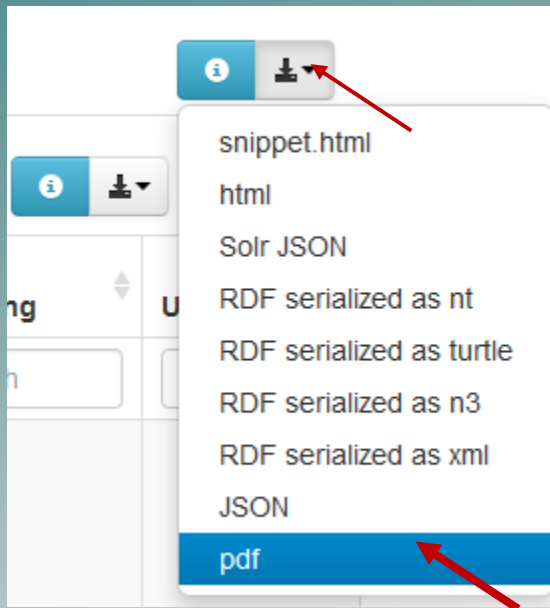 snippet.html
html
Solr JSON
ng
U
RDF serialized as nt
RDF serialized as turtle
h
RDF serialized as n3
RDF serialized as xml
JSON
pdf